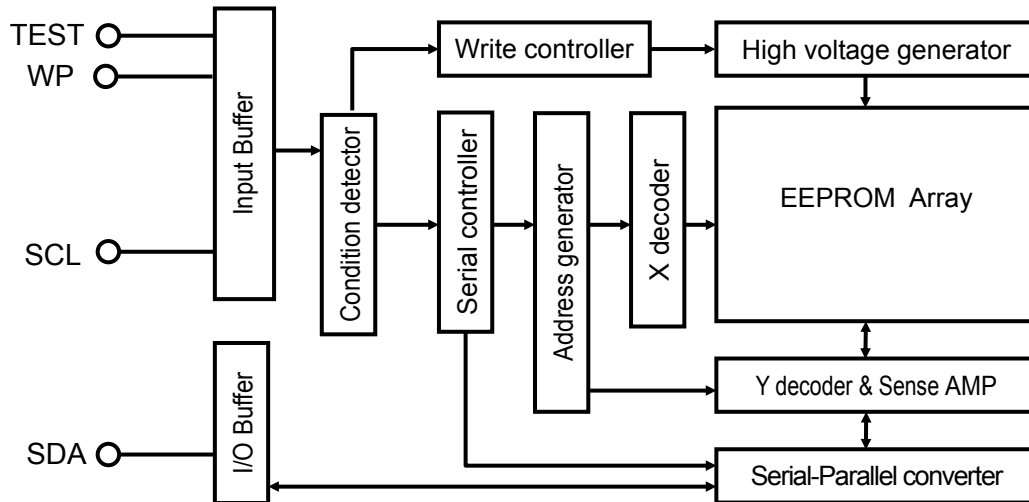 TEST
WP
SCL
SDA
Input Buffer
I/O Buffer
Condition detector
Write controller
High voltage generator
Serial controller
Address generator
X decoder
EEPROM Array
Y decoder & Sense AMP
Serial-Parallel converter